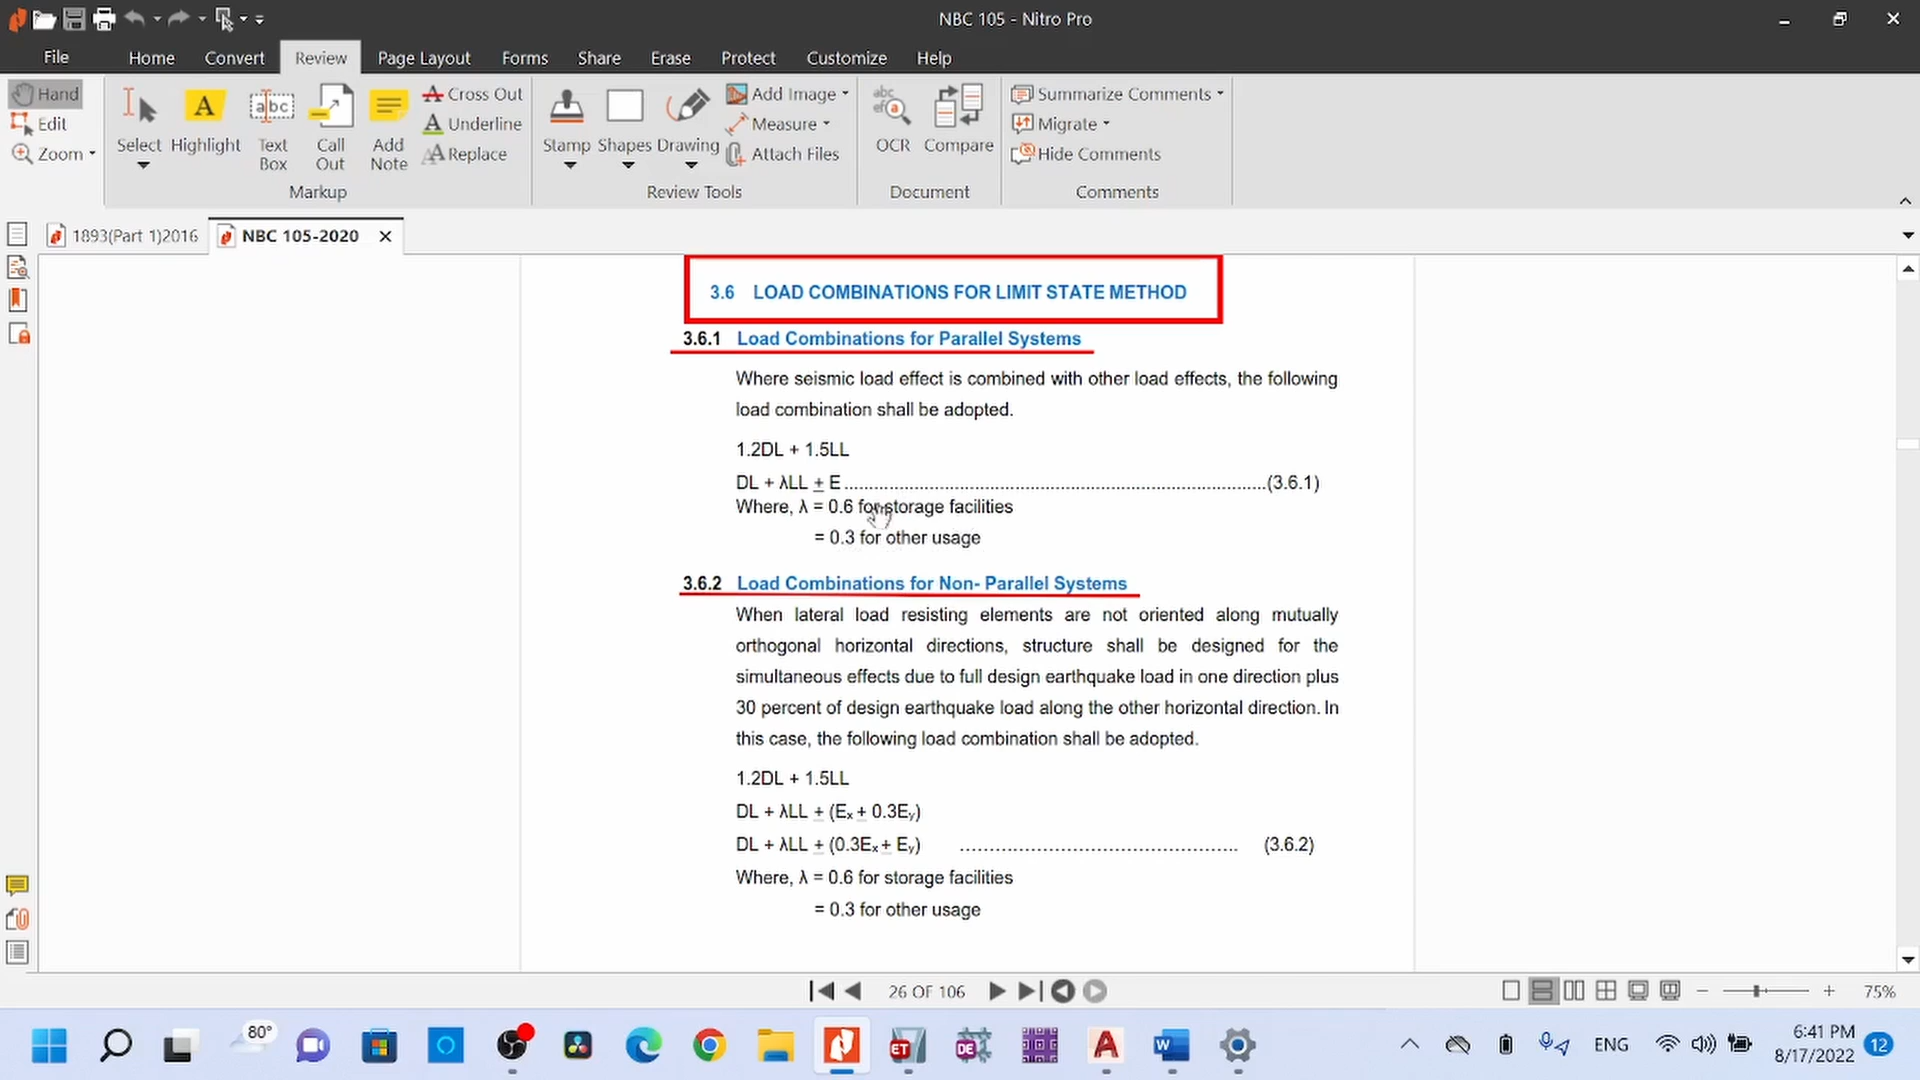 NBC 105 - Nitro Pro
File Home Convert Review Page Layout Forms Share Erase Protect Customize Help
Hand
Edit
Zoom
Select
Highlight
Text Box
Call Out
Add Note
Cross Out
Underline
Replace
Markup
Stamp
Shapes
Drawing
Add Image
Measure
Attach Files
Review Tools
OCR
Compare
Document
Summarize Comments
Migrate
Hide Comments
Comments
1893(Part 1)2016
NBC 105-2020
3.6 LOAD COMBINATIONS FOR LIMIT STATE METHOD
3.6.1 Load Combinations for Parallel Systems
Where seismic load effect is combined with other load effects, the following
load combination shall be adopted.
1.2DL + 1.5LL
DL + λLL ± E ........................................................................(3.6.1)
Where, λ = 0.6 for storage facilities
= 0.3 for other usage
3.6.2 Load Combinations for Non- Parallel Systems
When lateral load resisting elements are not oriented along mutually
orthogonal horizontal directions, structure shall be designed for the
simultaneous effects due to full design earthquake load in one direction plus
30 percent of design earthquake load along the other horizontal direction. In
this case, the following load combination shall be adopted.
1.2DL + 1.5LL
DL + λLL ± (Eₓ ± 0.3Eᵧ)
DL + λLL ± (0.3Eₓ ± Eᵧ) ............................................... (3.6.2)
Where, λ = 0.6 for storage facilities
= 0.3 for other usage
26 OF 106
75%
80°
ET
DE
A
W
ENG
6:41 PM
8/17/2022
12